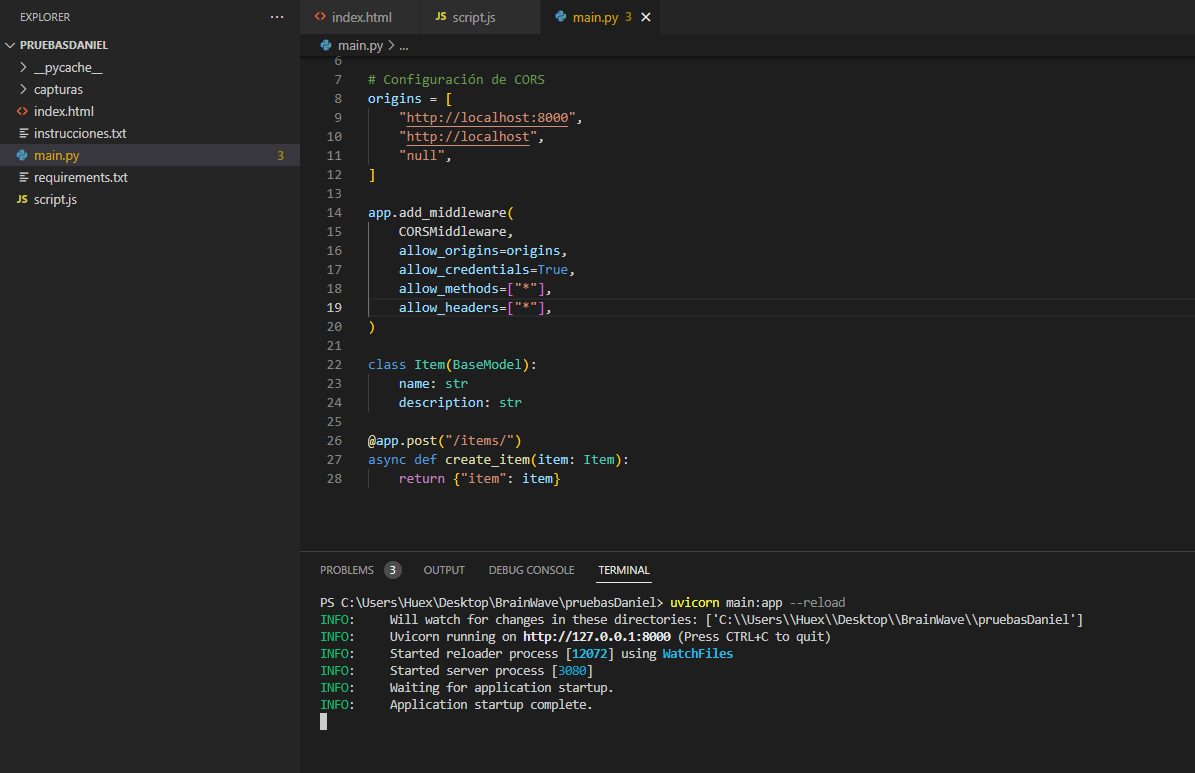 EXPLORER
...
PRUEBASDANIEL
__pycache__
capturas
index.html
instrucciones.txt
main.py 3
requirements.txt
JS script.js
index.html
JS script.js
main.py 3
main.py > ...
6
7 # Configuración de CORS
8 origins = [
9 "http://localhost:8000",
10 "http://localhost",
11 "null",
12 ]
13
14 app.add_middleware(
15 CORSMiddleware,
16 allow_origins=origins,
17 allow_credentials=True,
18 allow_methods=["*"],
19 allow_headers=["*"],
20 )
21
22 class Item(BaseModel):
23 name: str
24 description: str
25
26 @app.post("/items/")
27 async def create_item(item: Item):
28 return {"item": item}
PROBLEMS 3 OUTPUT DEBUG CONSOLE TERMINAL
PS C:\Users\Huex\Desktop\BrainWave\pruebasDaniel> uvicorn main:app --reload
INFO: Will watch for changes in these directories: ['C:\\Users\\Huex\\Desktop\\BrainWave\\pruebasDaniel']
INFO: Uvicorn running on http://127.0.0.1:8000 (Press CTRL+C to quit)
INFO: Started reloader process [12072] using WatchFiles
INFO: Started server process [3080]
INFO: Waiting for application startup.
INFO: Application startup complete.